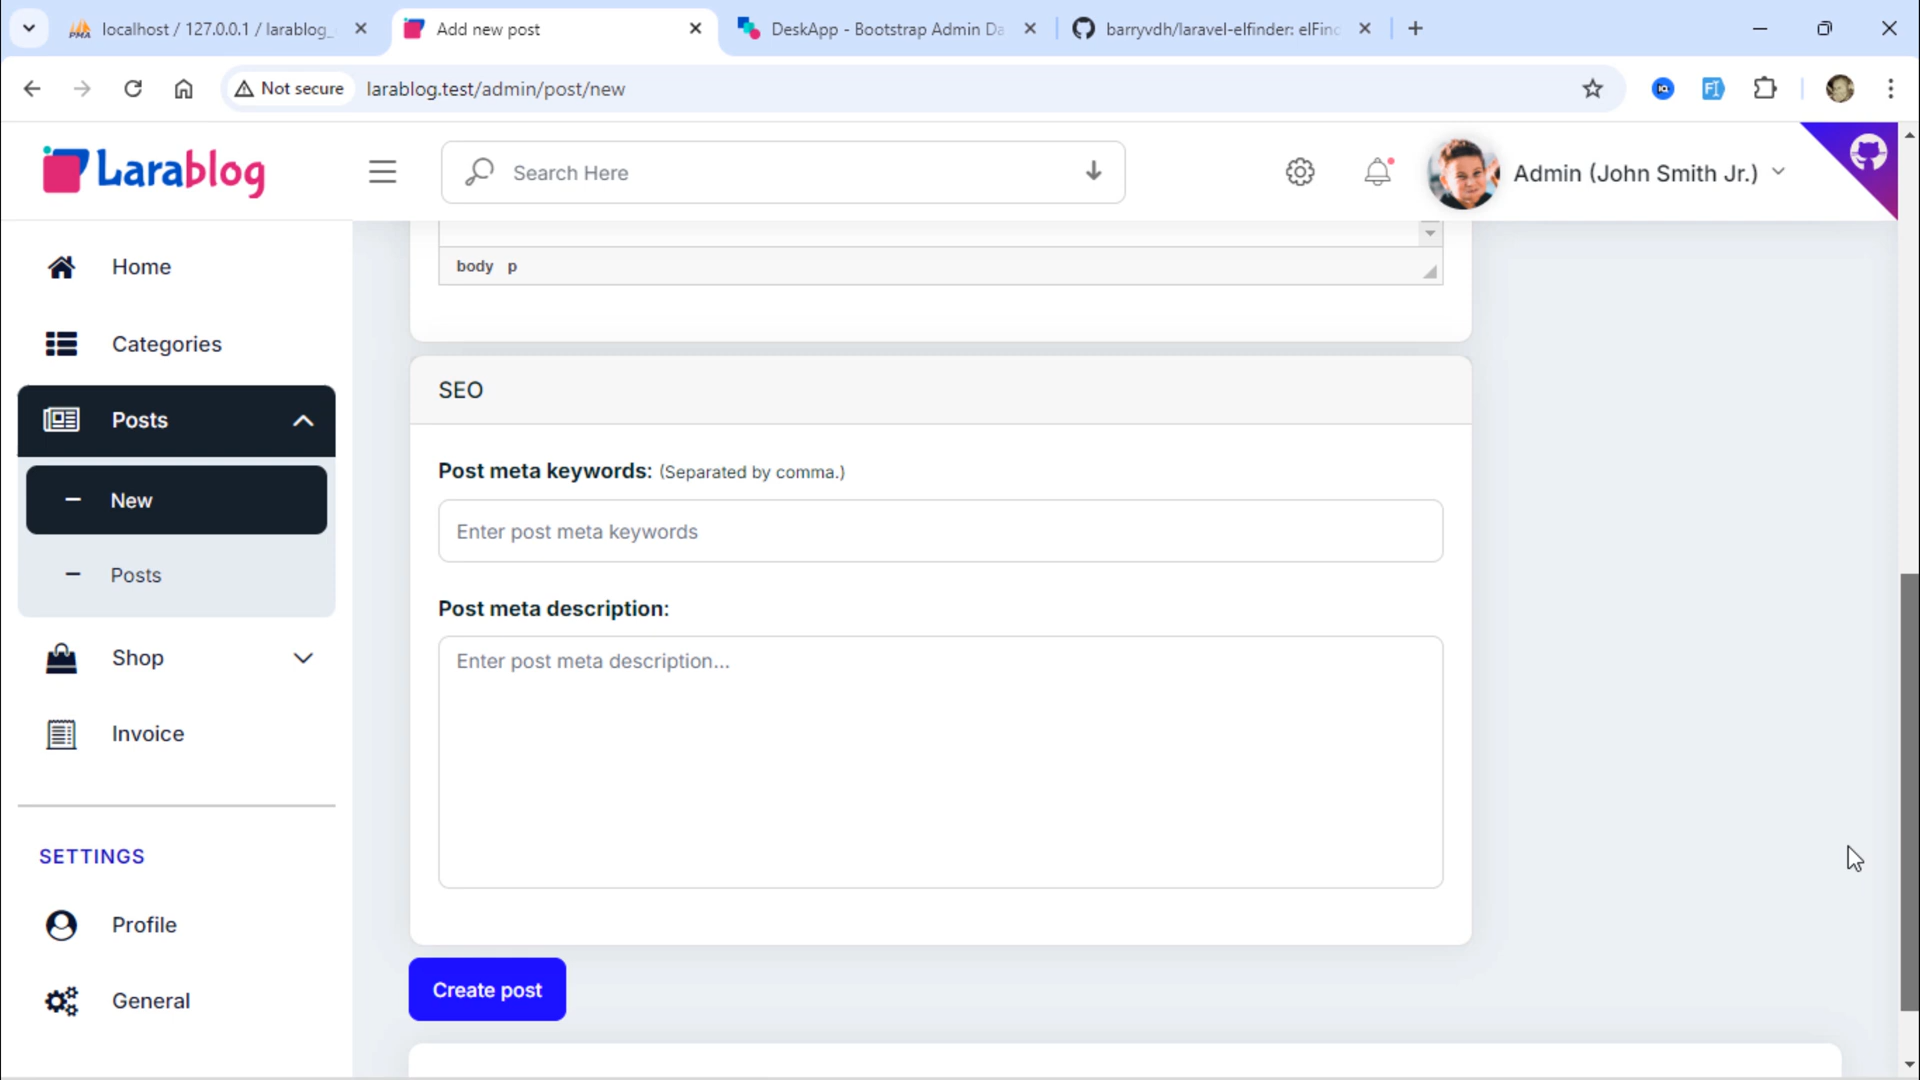 localhost / 127.0.0.1 / larablog_
Add new post
DeskApp - Bootstrap Admin Da
barryvdh/laravel-elfinder: elFind
Not secure
larablog.test/admin/post/new
Larablog
Search Here
Admin (John Smith Jr.)
Home
Categories
Posts
New
Posts
Shop
Invoice
SETTINGS
Profile
General
body p
SEO
Post meta keywords: (Separated by comma.)
Enter post meta keywords
Post meta description:
Enter post meta description...
Create post